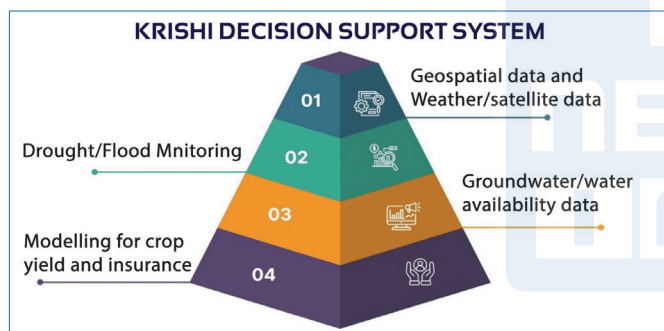 KRISHI DECISION SUPPORT SYSTEM
01
Geospatial data and
Weather/satellite data
Drought/Flood Mnitoring
02
03
Groundwater/water
availability data
Modelling for crop
yield and insurance
04